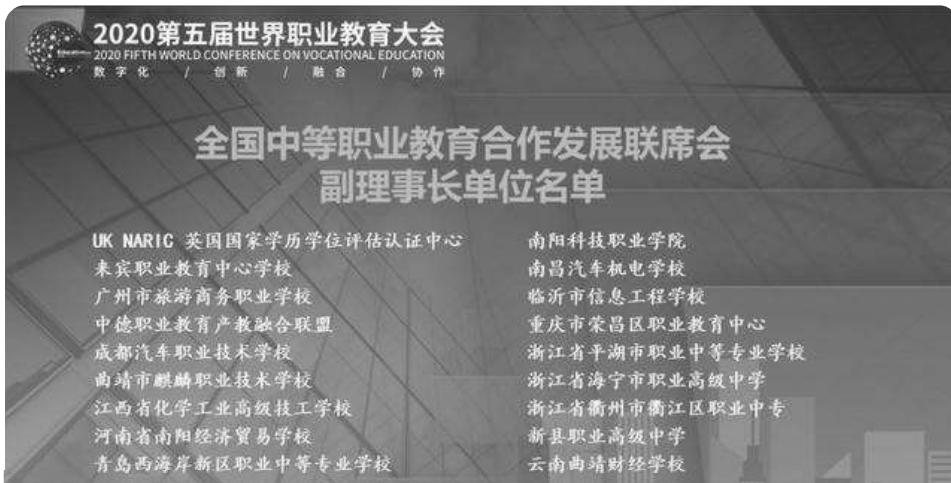 2020第五届世界职业教育大会
2020 FIFTH WORLD CONFERENCE ON VOCATIONAL EDUCATION
数字化 / 创新 / 融合 / 协作
全国中等职业教育合作发展联席会
副理事长单位名单
UK NARIC 英国国家学历学位评估认证中心
来宾职业教育中心学校
广州市旅游商务职业学校
中德职业教育产教融合联盟
成都汽车职业技术学校
曲靖市麒麟职业技术学校
江西省化学工业高级技工学校
河南省南阳经济贸易学校
青岛西海岸新区职业中等专业学校
南阳科技职业学院
南昌汽车机电学校
临沂市信息工程学校
重庆市荣昌区职业教育中心
浙江省平湖市职业中等专业学校
浙江省海宁市职业高级中学
浙江省衢州市衢江区职业中专
新县职业高级中学
云南曲靖财经学校